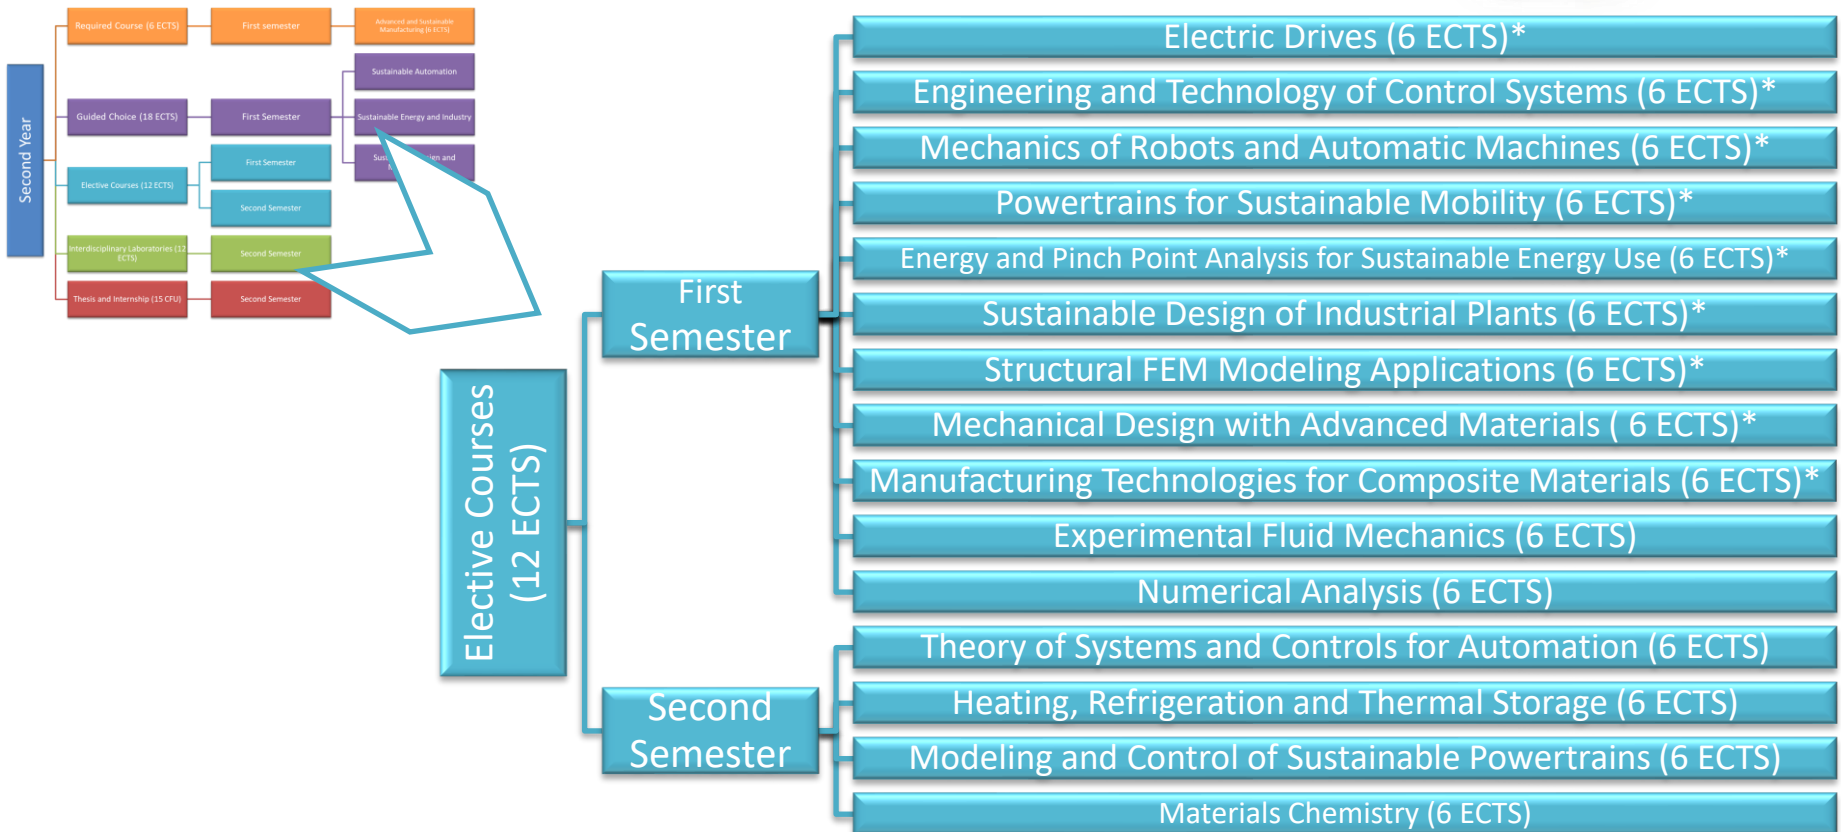 Second Year
Required Course (6 ECTS)
First semester
Advanced and Sustainable
Manufacturing (6 ECTS)
Guided Choice (18 ECTS)
First Semester
Sustainable Automation
Sustainable Energy and Industry
Elective Courses (12 ECTS)
First Semester
Second Semester
Interdisciplinary Laboratories (12
ECTS)
Second Semester
Thesis and Internship (15 CFU)
Second Semester
Elective Courses
(12 ECTS)
First
Semester
Electric Drives (6 ECTS)*
Engineering and Technology of Control Systems (6 ECTS)*
Mechanics of Robots and Automatic Machines (6 ECTS)*
Powertrains for Sustainable Mobility (6 ECTS)*
Energy and Pinch Point Analysis for Sustainable Energy Use (6 ECTS)*
Sustainable Design of Industrial Plants (6 ECTS)*
Structural FEM Modeling Applications (6 ECTS)*
Mechanical Design with Advanced Materials ( 6 ECTS)*
Manufacturing Technologies for Composite Materials (6 ECTS)*
Experimental Fluid Mechanics (6 ECTS)
Numerical Analysis (6 ECTS)
Second
Semester
Theory of Systems and Controls for Automation (6 ECTS)
Heating, Refrigeration and Thermal Storage (6 ECTS)
Modeling and Control of Sustainable Powertrains (6 ECTS)
Materials Chemistry (6 ECTS)